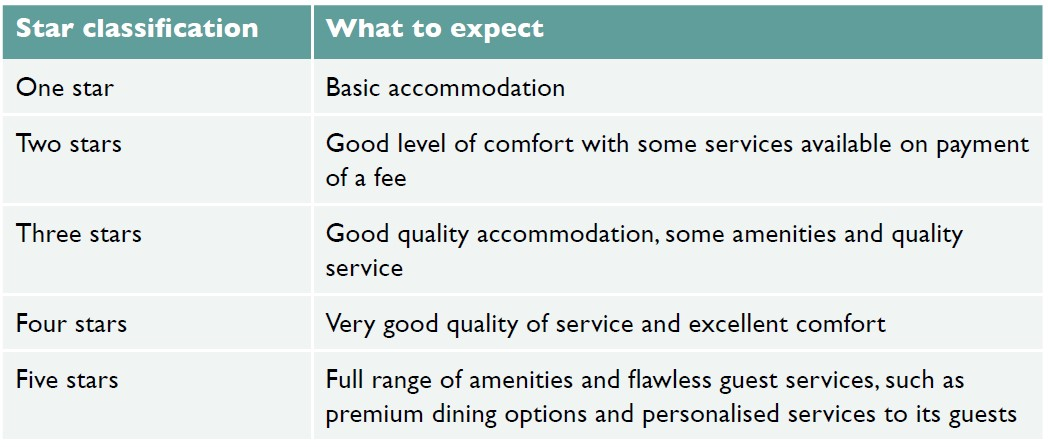 Star classification What to expect
One star Basic accommodation
Two stars Good level of comfort with some services available on payment
of a fee
Three stars Good quality accommodation, some amenities and quality
service
Four stars Very good quality of service and excellent comfort
Five stars Full range of amenities and flawless guest services, such as
premium dining options and personalised services to its guests